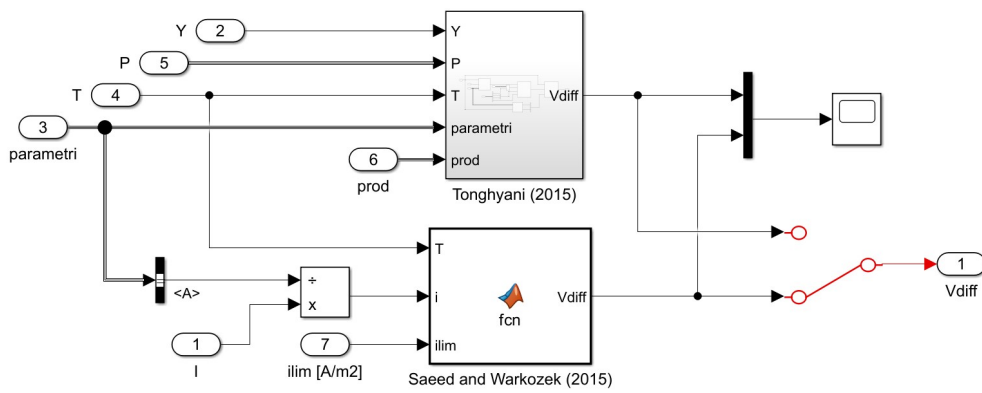 Y 2
Y
P 5
P
T 4
T
Vdiff
3
parametri
parametri
6
prod
prod
Tonghyani (2015)
T
<A>
÷
x
i
fcn
Vdiff
1
Vdiff
1
I
7
ilim [A/m2]
ilim
Saeed and Warkozek (2015)